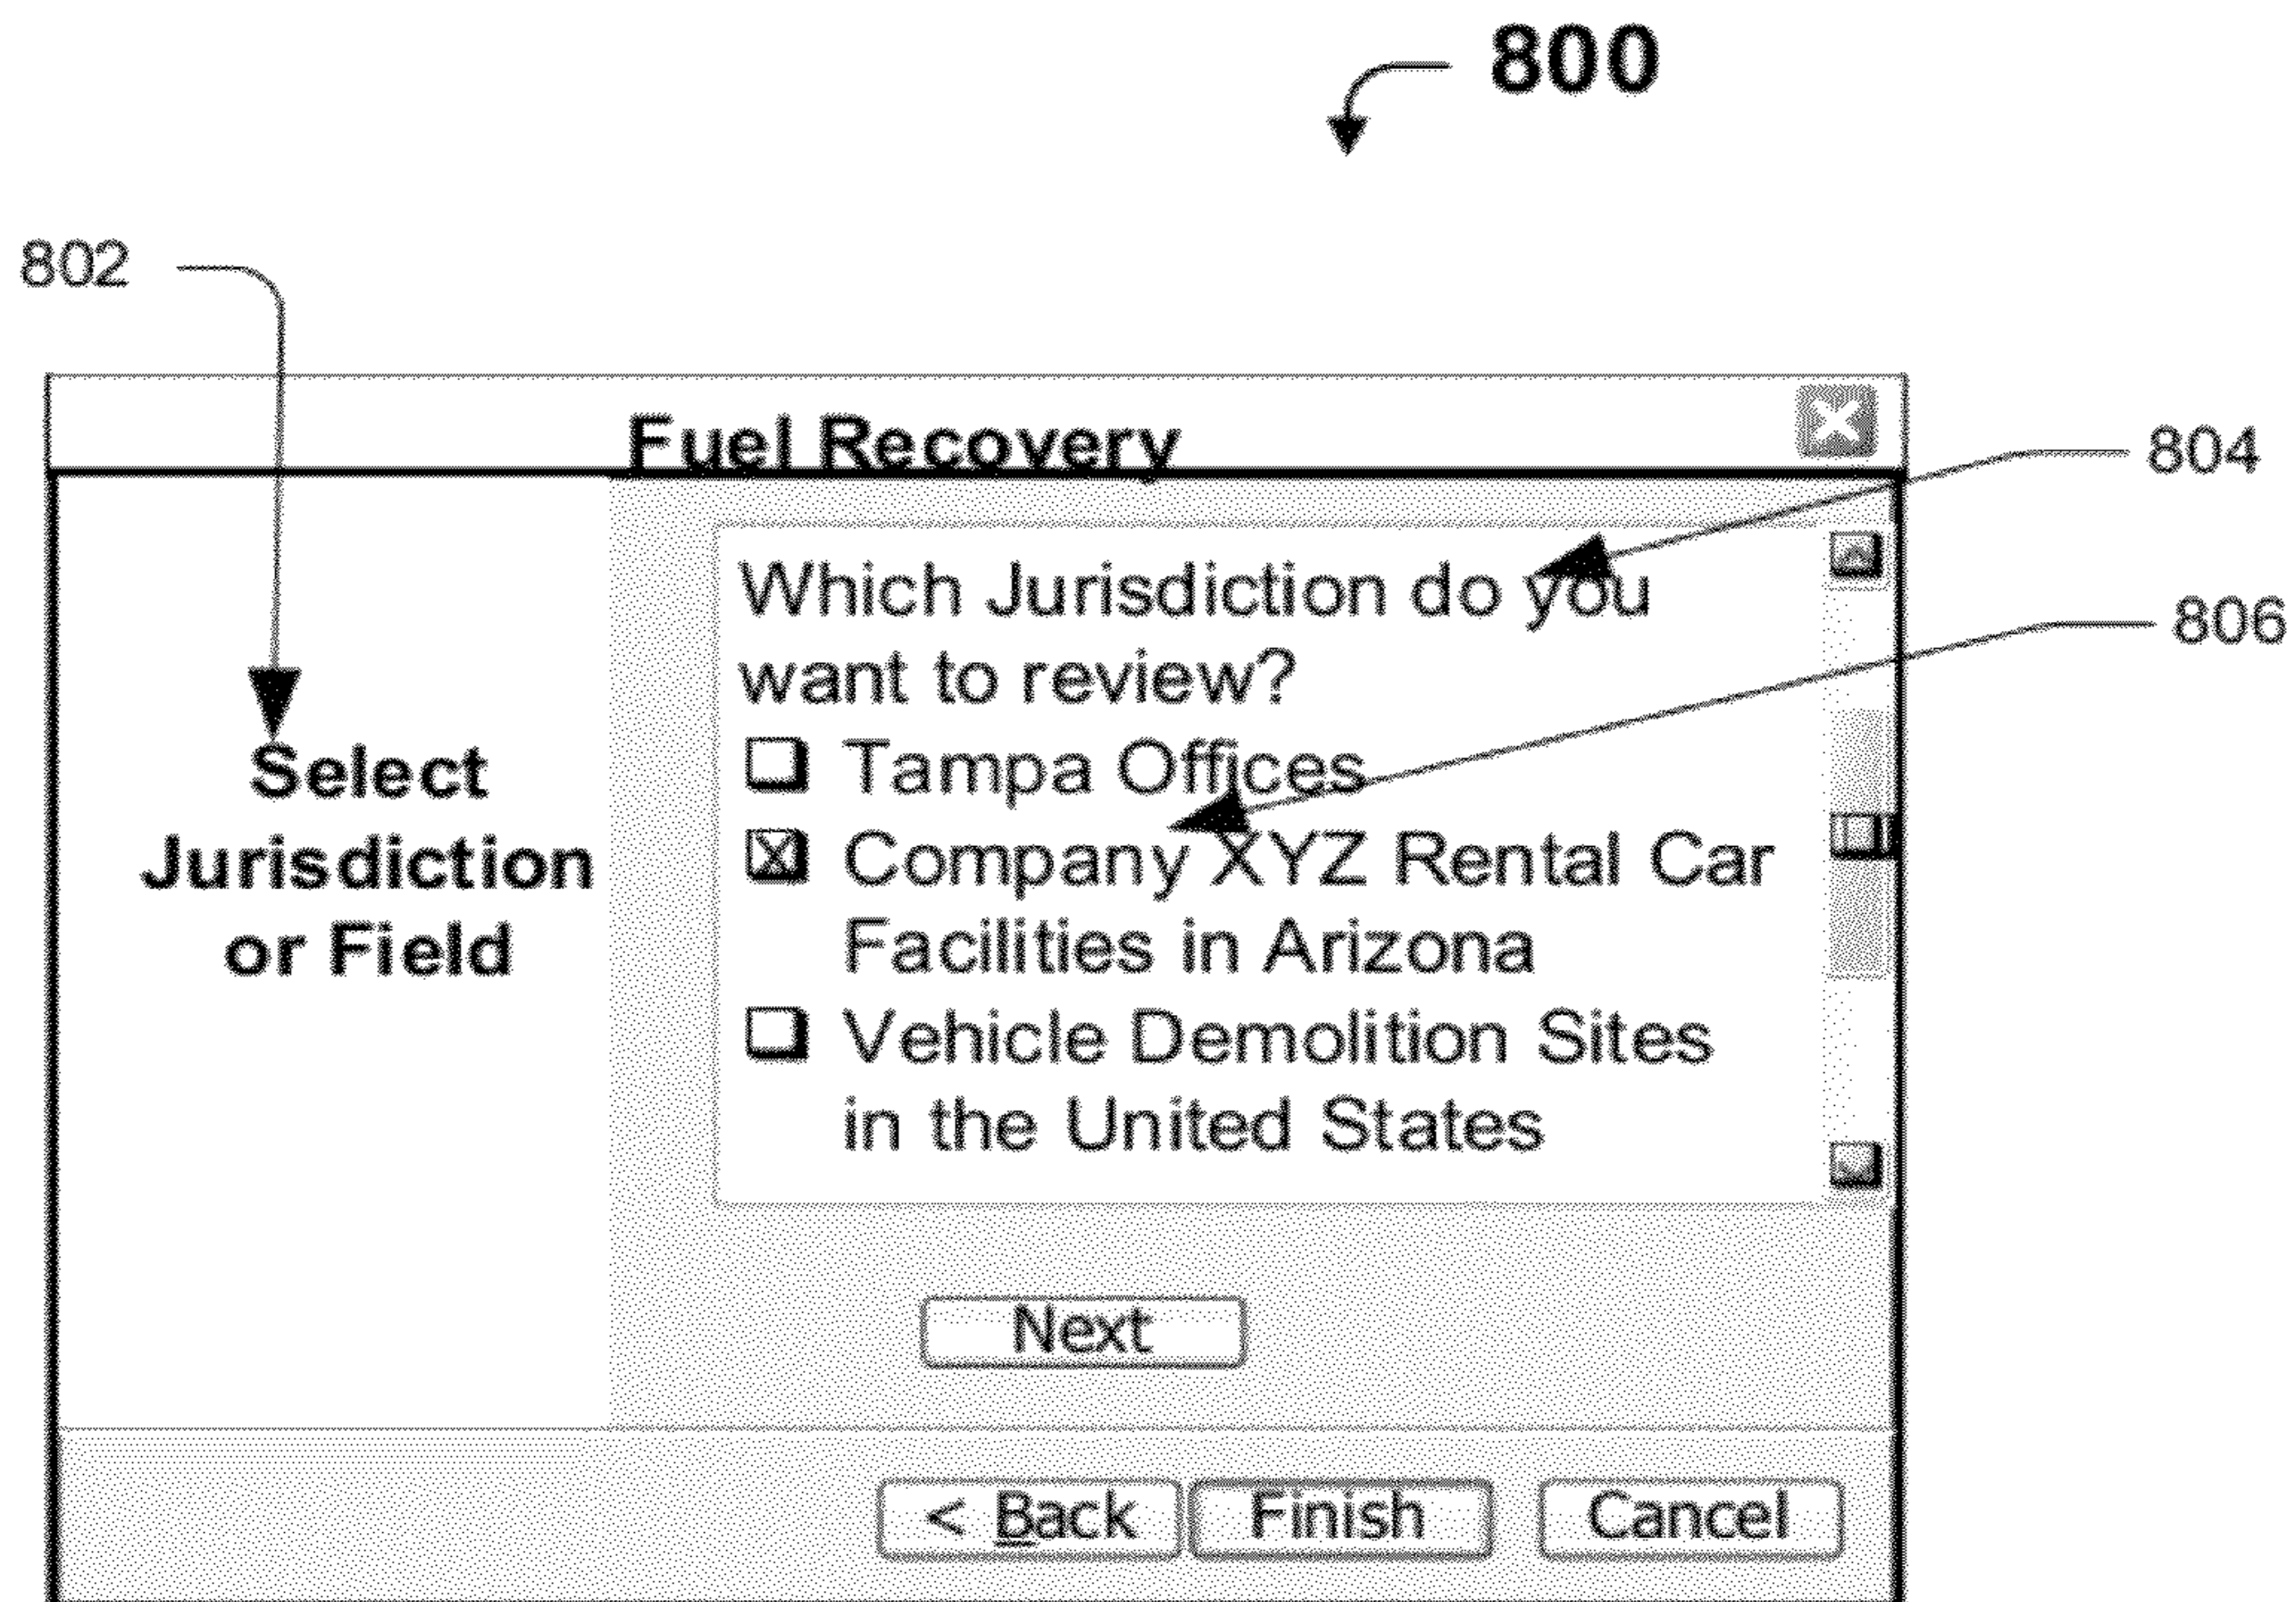 800
802
Fuel Recovery
804
Which Jurisdiction do you
want to review?
806
Select
Jurisdiction
or Field
Tampa Offices
Company XYZ Rental Car
Facilities in Arizona
Vehicle Demolition Sites
in the United States
Next
< Back
Finish
Cancel